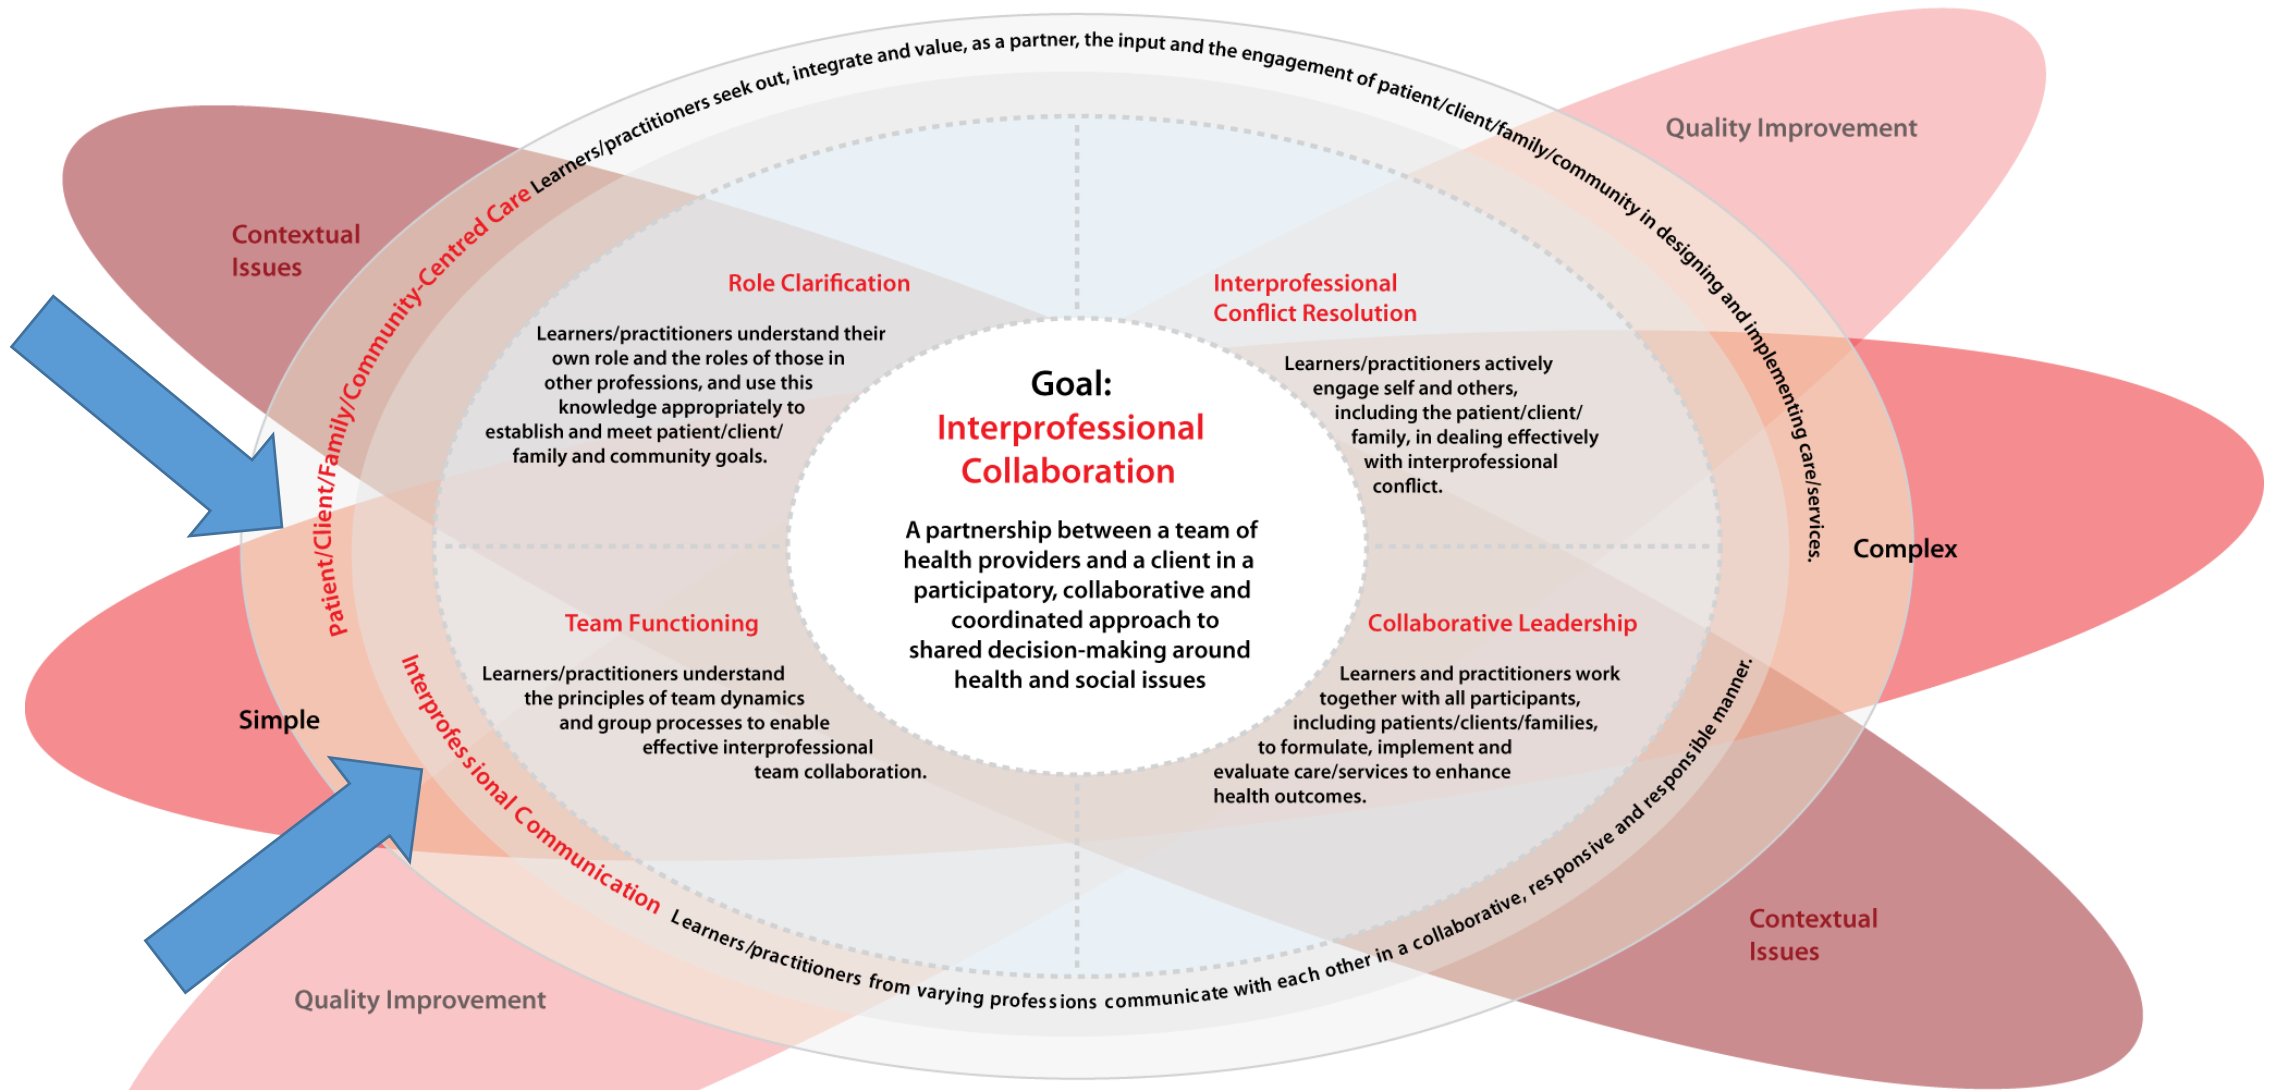 Patient/Client/Family/Community-Centred Care Learners/practitioners seek out, integrate and value, as a partner, the input and the engagement of patient/client/family/community in designing and implementing care/services.
Quality Improvement
Contextual
Issues
Role Clarification
Learners/practitioners understand their
own role and the roles of those in
other professions, and use this
knowledge appropriately to
establish and meet patient/client/
family and community goals.
Interprofessional
Conflict Resolution
Learners/practitioners actively
engage self and others,
including the patient/client/
family, in dealing effectively
with interprofessional
conflict.
Goal:
Interprofessional
Collaboration
A partnership between a team of
health providers and a client in a
participatory, collaborative and
coordinated approach to
shared decision-making around
health and social issues
Complex
Simple
Team Functioning
Learners/practitioners understand
the principles of team dynamics
and group processes to enable
effective interprofessional
team collaboration.
Collaborative Leadership
Learners and practitioners work
together with all participants,
including patients/clients/families,
to formulate, implement and
evaluate care/services to enhance
health outcomes.
Interprofessional Communication Learners/practitioners from varying professions communicate with each other in a collaborative, responsive and responsible manner.
Contextual
Issues
Quality Improvement